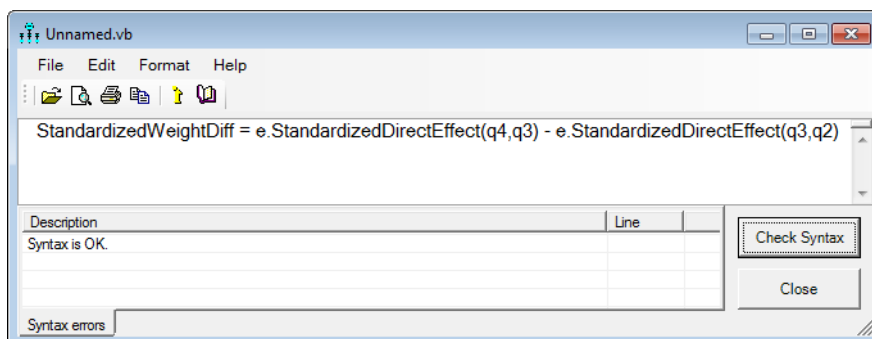 Unnamed.vb
File Edit Format Help
StandardizedWeightDiff = e.StandardizedDirectEffect(q4,q3) - e.StandardizedDirectEffect(q3,q2)
Description Line
Syntax is OK.
Check Syntax
Close
Syntax errors